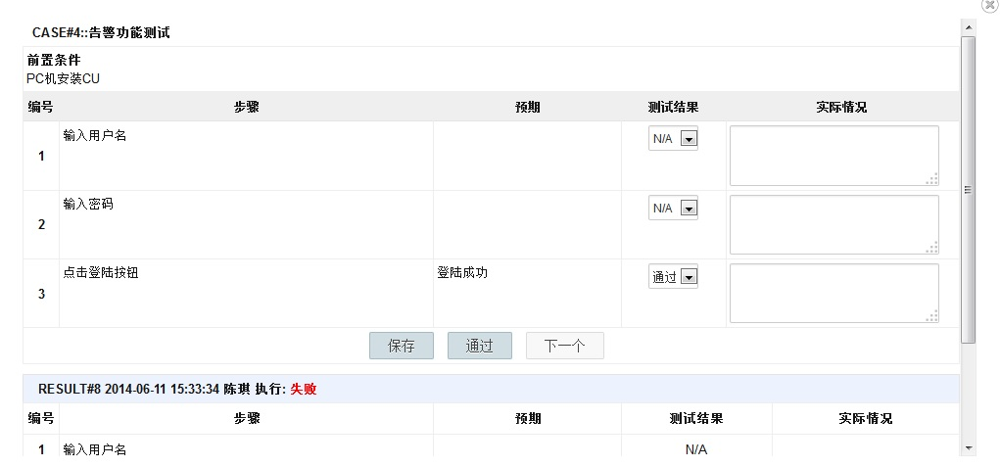 CASE#4::告警功能测试
前置条件
PC机安装CU
编号 步骤 预期 测试结果 实际情况
1 输入用户名 N/A
2 输入密码 N/A
3 点击登陆按钮 登陆成功 通过
保存 通过 下一个
RESULT#8 2014-06-11 15:33:34 陈琪 执行: 失败
编号 步骤 预期 测试结果 实际情况
1 输入用户名 N/A